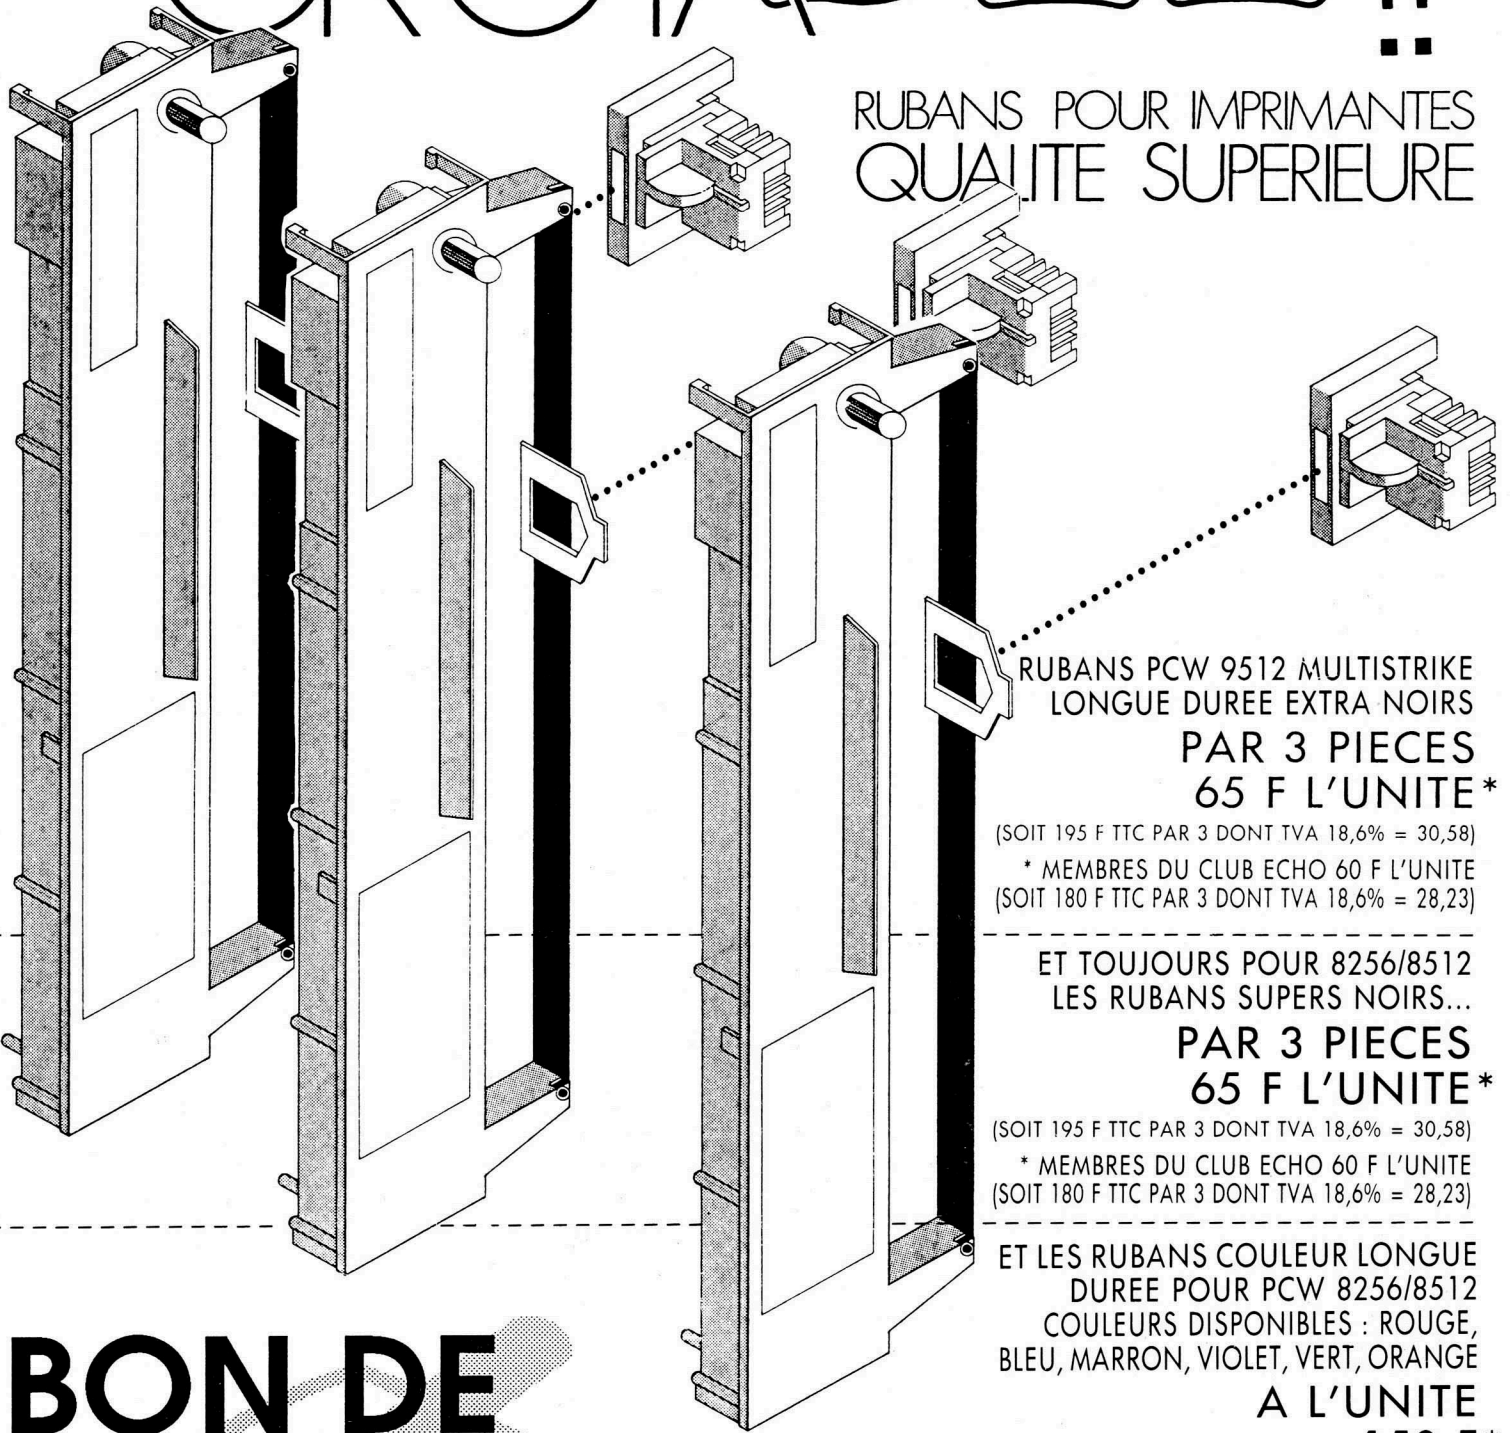 RUBANS POUR IMPRIMANTES
QUALITE SUPERIEURE
RUBANS PCW 9512 MULTISTRIKE
LONGUE DUREE EXTRA NOIRS
PAR 3 PIECES
65 F L'UNITE*
(SOIT 195 F TTC PAR 3 DONT TVA 18,6% = 30,58)
* MEMBRES DU CLUB ECHO 60 F L'UNITE
(SOIT 180 F TTC PAR 3 DONT TVA 18,6% = 28,23)
ET TOUJOURS POUR 8256/8512
LES RUBANS SUPERS NOIRS...
PAR 3 PIECES
65 F L'UNITE*
(SOIT 195 F TTC PAR 3 DONT TVA 18,6% = 30,58)
* MEMBRES DU CLUB ECHO 60 F L'UNITE
(SOIT 180 F TTC PAR 3 DONT TVA 18,6% = 28,23)
ET LES RUBANS COULEUR LONGUE
DUREE POUR PCW 8256/8512
COULEURS DISPONIBLES : ROUGE,
BLEU, MARRON, VIOLET, VERT, ORANGE
A L'UNITE
BON DE